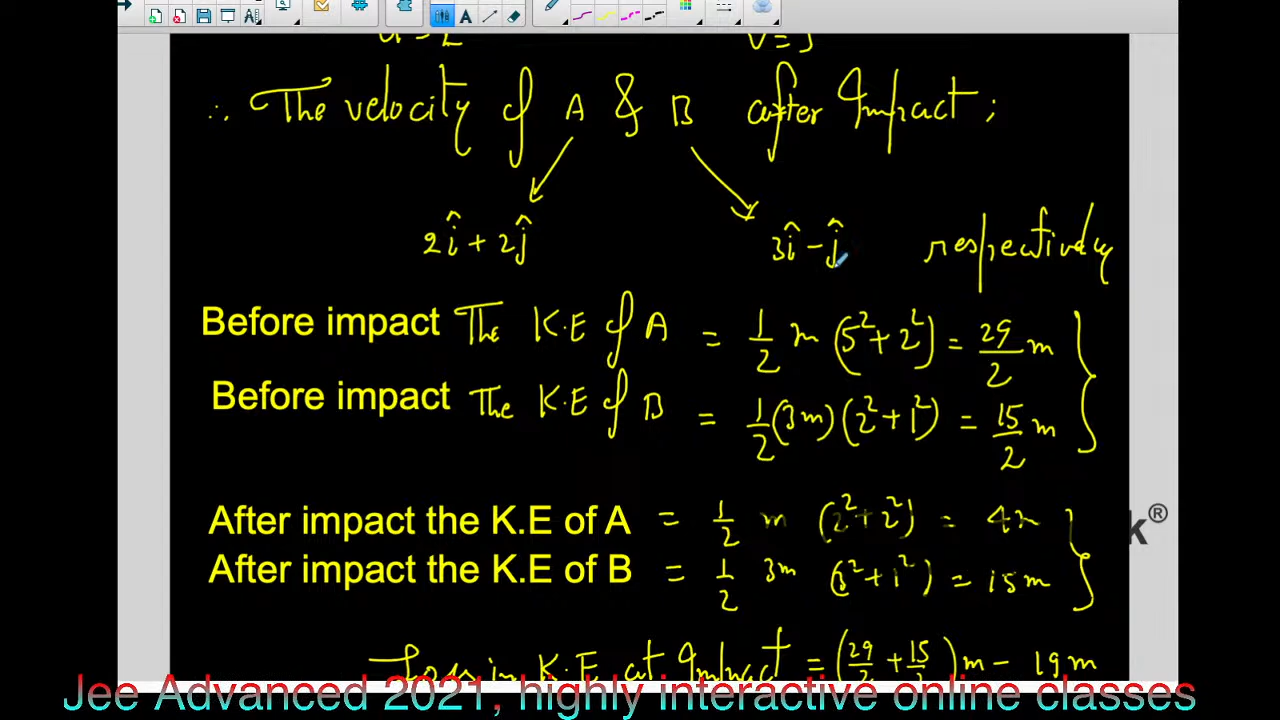 u = 2 v = 3
∴ The velocity of A & B after Impact ;
2î + 2ĵ 3î − ĵ respectively
Before impact The K.E of A = 1/2 m (5² + 2²) = 29/2 m
Before impact The K.E of B = 1/2 (3m) (2² + 1²) = 15/2 m
After impact the K.E of A = 1/2 m (2² + 2²) = 4m
k®
After impact the K.E of B = 1/2 3m (3² + 1²) = 15m
Loss in K.E at Impact = (29/2 + 15/2) m − 19m
Jee Advanced 2021, highly interactive online classes